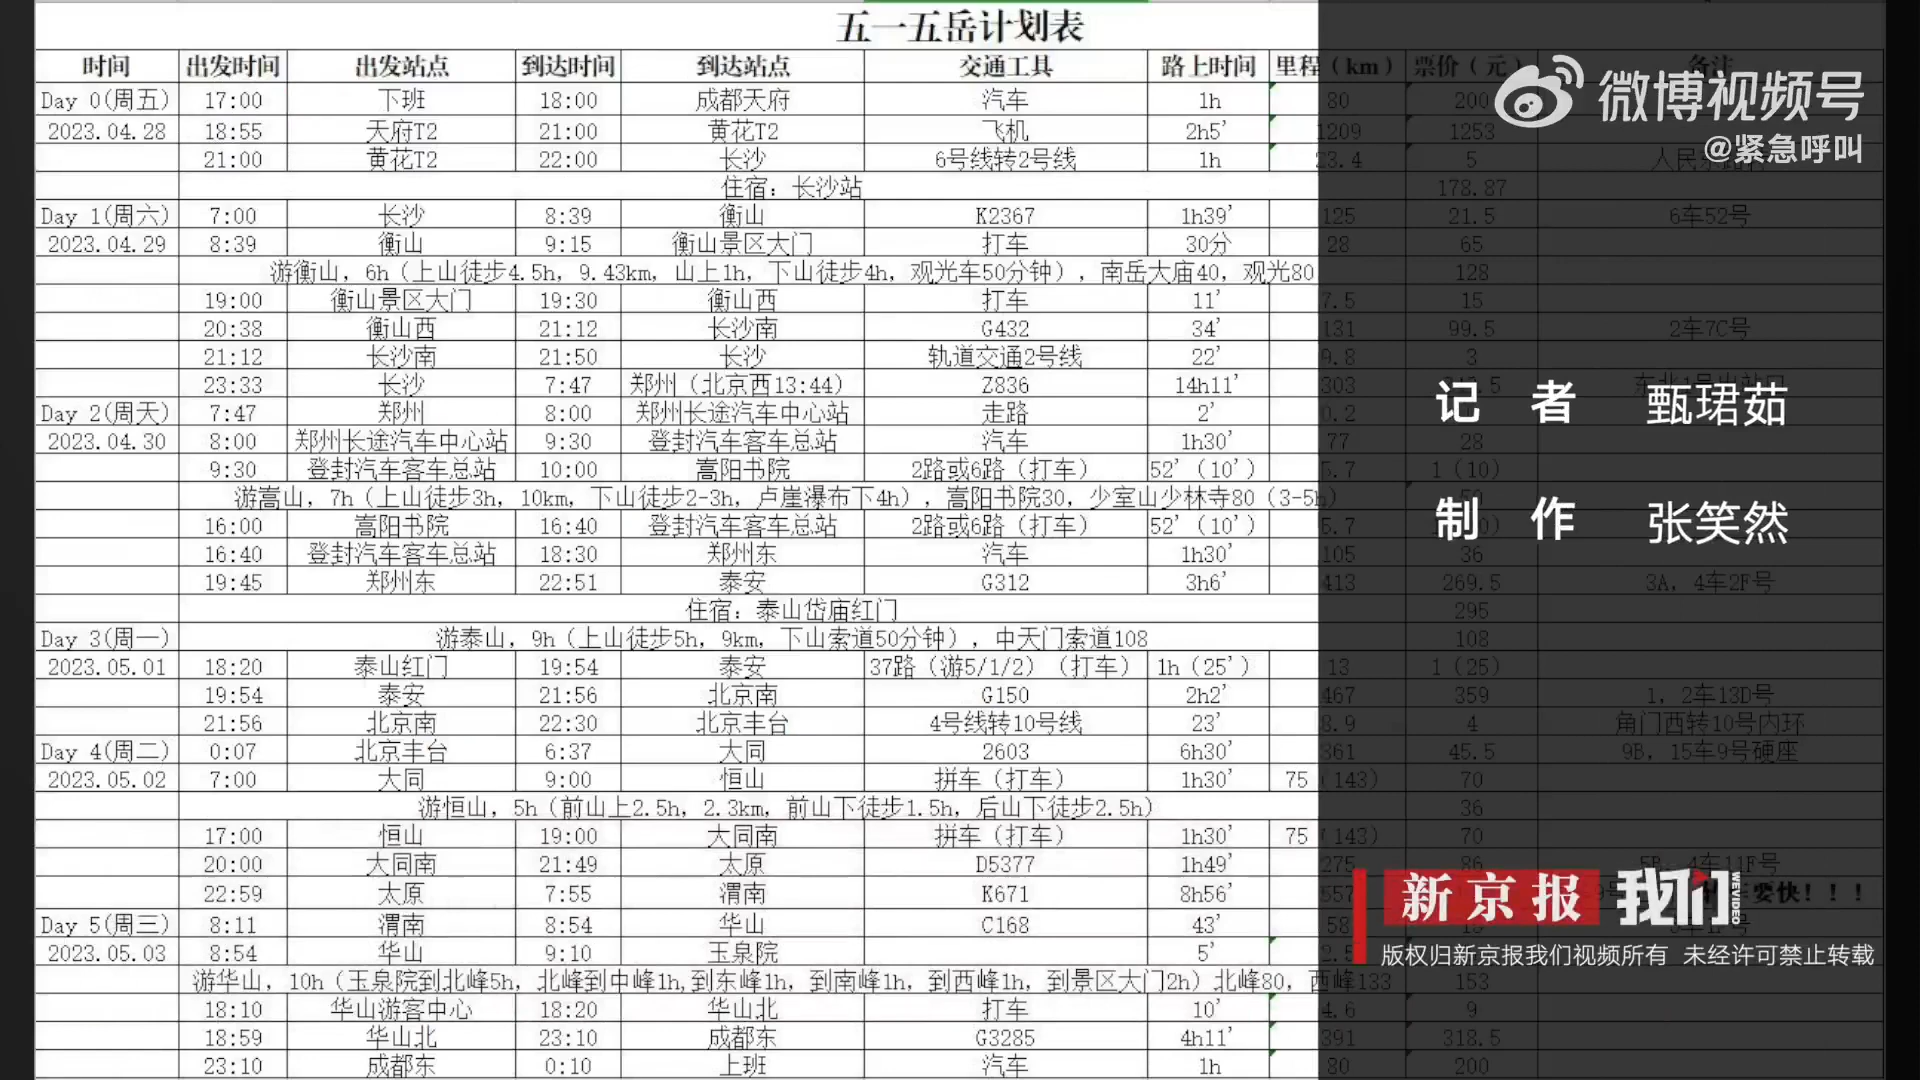 五一五岳计划表
时间 出发时间 出发站点 到达时间 到达站点 交通工具 路上时间 里程（km） 票价（元） 备注
Day 0(周五) 17:00 下班 18:00 成都天府 汽车 1h 80 200
2023.04.28 18:55 天府T2 21:00 黄花T2 飞机 2h5' 1209 1253
21:00 黄花T2 22:00 长沙 6号线转2号线 1h 23.4 5
住宿：长沙站 178.87
Day 1(周六) 7:00 长沙 8:39 衡山 K2367 1h39' 125 21.5 6车52号
2023.04.29 8:39 衡山 9:15 衡山景区大门 打车 30分 28 65
游衡山，6h（上山徒步4.5h，9.43km，山上1h，下山徒步4h，观光车50分钟），南岳大庙40，观光80 128
19:00 衡山景区大门 19:30 衡山西 打车 11' 7.5 15
20:38 衡山西 21:12 长沙南 G432 34' 131 99.5 2车7C号
21:12 长沙南 21:50 长沙 轨道交通2号线 22' 9.8 3
23:33 长沙 7:47 郑州（北京西13:44） Z836 14h11' 303
Day 2(周天) 7:47 郑州 8:00 郑州长途汽车中心站 走路 2' 0.2 2
2023.04.30 8:00 郑州长途汽车中心站 9:30 登封汽车客车总站 汽车 1h30' 77 28
9:30 登封汽车客车总站 10:00 嵩阳书院 2路或6路（打车） 52'（10'） 5.7 1（10）
游嵩山，7h（上山徒步3h，10km，下山徒步2-3h，卢崖瀑布下4h），嵩阳书院30，少室山少林寺80（3-5h）
16:00 嵩阳书院 16:40 登封汽车客车总站 2路或6路（打车） 52'（10'） 5.7
16:40 登封汽车客车总站 18:30 郑州东 汽车 1h30' 105 36
19:45 郑州东 22:51 泰安 G312 3h6' 413 269.5 3A，4车2F号
住宿：泰山岱庙红门 295
Day 3(周一) 游泰山，9h（上山徒步5h，9km，下山索道50分钟），中天门索道108 108
2023.05.01 18:20 泰山红门 19:54 泰安 37路（游5/1/2）（打车） 1h（25'） 13 1（25）
19:54 泰安 21:56 北京南 G150 2h2' 467 359 1，2车13D号
21:56 北京南 22:30 北京丰台 4号线转10号线 23' 8.9 4 角门西转10号内环
Day 4(周二) 0:07 北京丰台 6:37 大同 2603 6h30' 361 45.5 9B，15车9号硬座
2023.05.02 7:00 大同 9:00 恒山 拼车（打车） 1h30' 75（143） 70
游恒山，5h（前山上2.5h，2.3km，前山下徒步1.5h，后山下徒步2.5h） 36
17:00 恒山 19:00 大同南 拼车（打车） 1h30' 75（143） 70
20:00 大同南 21:49 太原 D5377 1h49' 275 86 5B，4车11F号
22:59 太原 7:55 渭南 K671 8h56' 557 要快！！！
Day 5(周三) 8:11 渭南 8:54 华山 C168 43' 58
2023.05.03 8:54 华山 9:10 玉泉院 5' 2.5
游华山，10h（玉泉院到北峰5h，北峰到中峰1h,到东峰1h，到南峰1h，到西峰1h，到景区大门2h）北峰80，西峰133 153
18:10 华山游客中心 18:20 华山北 打车 10' 4.6 9
18:59 华山北 23:10 成都东 G3285 4h11' 391 318.5
23:10 成都东 0:10 上班 汽车 1h 80 200
微博视频号
@紧急呼叫
记者 甄珺茹
制作 张笑然
新京报 我们 WEVIDEO
版权归新京报我们视频所有 未经许可禁止转载